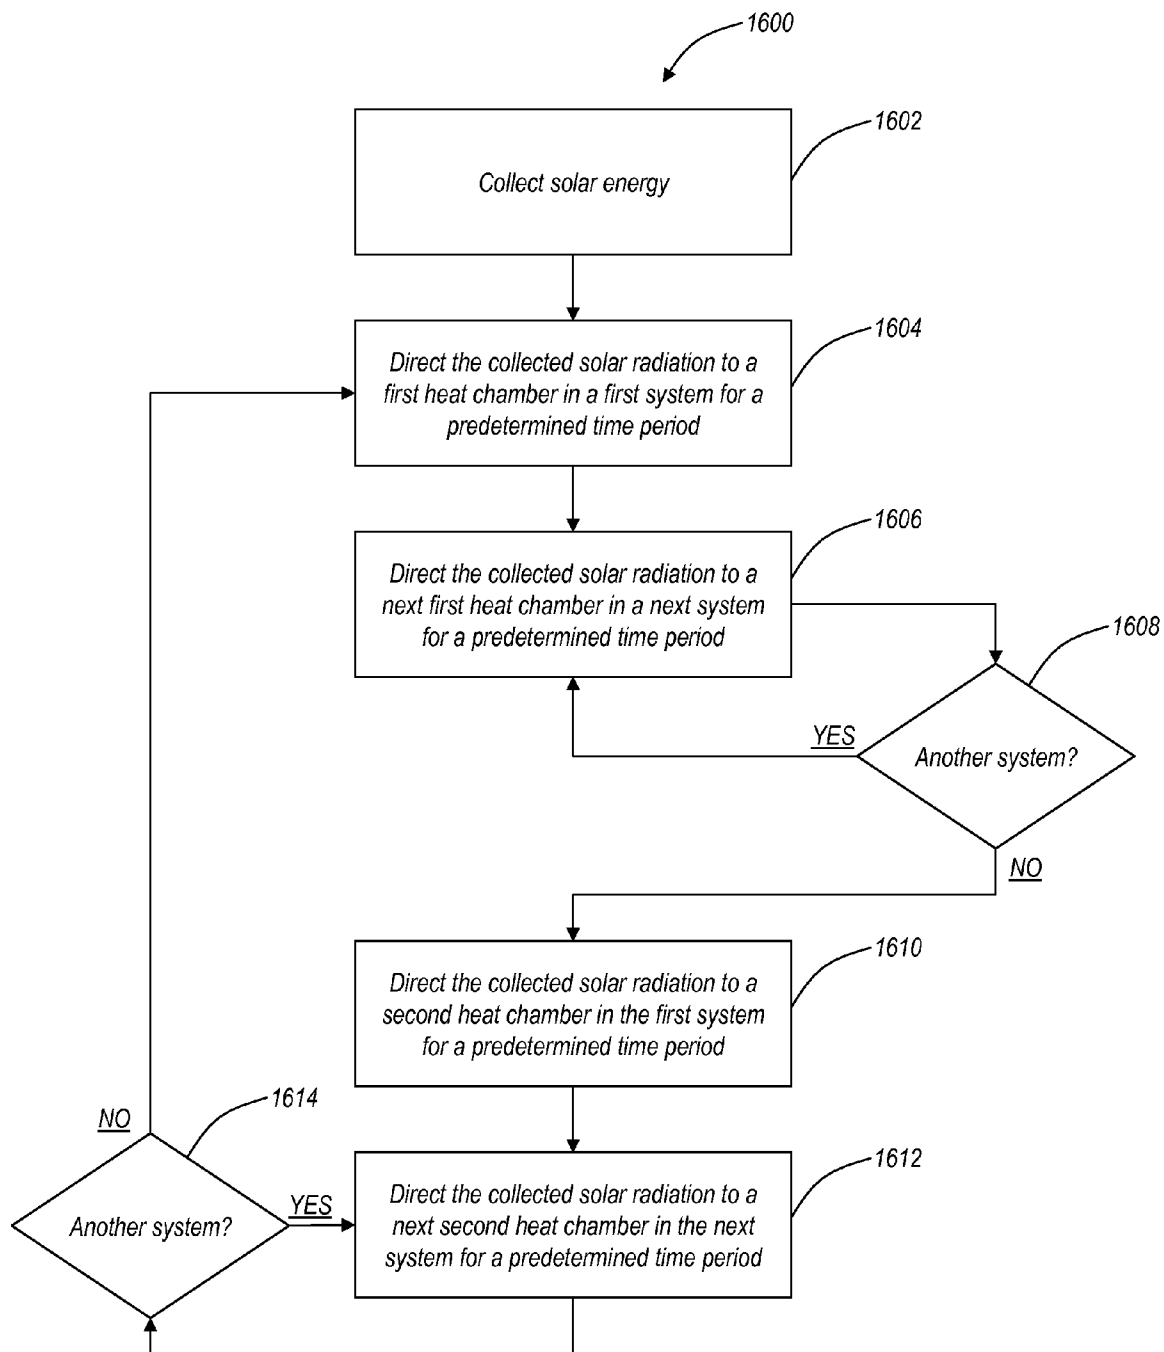 1600
1602
Collect solar energy
1604
Direct the collected solar radiation to a
first heat chamber in a first system for a
predetermined time period
1606
Direct the collected solar radiation to a
next first heat chamber in a next system
for a predetermined time period
1608
YES
Another system?
NO
1610
Direct the collected solar radiation to a
second heat chamber in the first system
for a predetermined time period
1614
NO
1612
YES
Another system?
Direct the collected solar radiation to a
next second heat chamber in the next
system for a predetermined time period